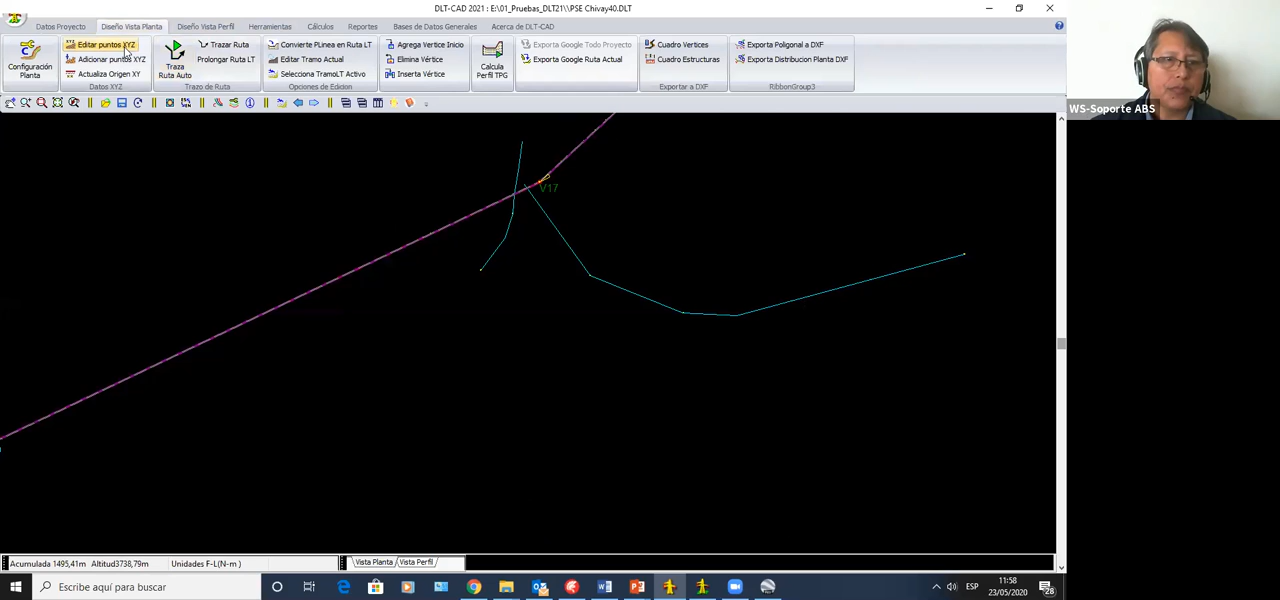 DLT-CAD 2021 : E:\01_Pruebas_DLT21\\PSE Chivay40.DLT
Datos Proyecto
Diseño Vista Planta
Diseño Vista Perfil
Herramientas
Cálculos
Reportes
Bases de Datos Generales
Acerca de DLT-CAD
Configuración
Planta
Editar puntos XYZ
Adicionar puntos XYZ
Actualiza Origen XY
Datos XYZ
Traza
Ruta Auto
Trazar Ruta
Prolongar Ruta LT
Trazo de Ruta
Convierte PLinea en Ruta LT
Editar Tramo Actual
Selecciona TramoLT Activo
Opciones de Edicion
Agrega Vertice Inicio
Elimina Vértice
Inserta Vértice
Calcula
Perfil TPG
Exporta Google Todo Proyecto
Exporta Google Ruta Actual
Cuadro Vertices
Cuadro Estructuras
Exportar a DXF
Exporta Poligonal a DXF
Exporta Distribucion Planta DXF
RibbonGroup3
WS-Soporte ABS
V17
Acumulada 1495,41m
Altitud3738,79m
Unidades F-L(N-m )
Vista Planta
Vista Perfil
Escribe aquí para buscar
ESP
11:58
23/05/2020
28